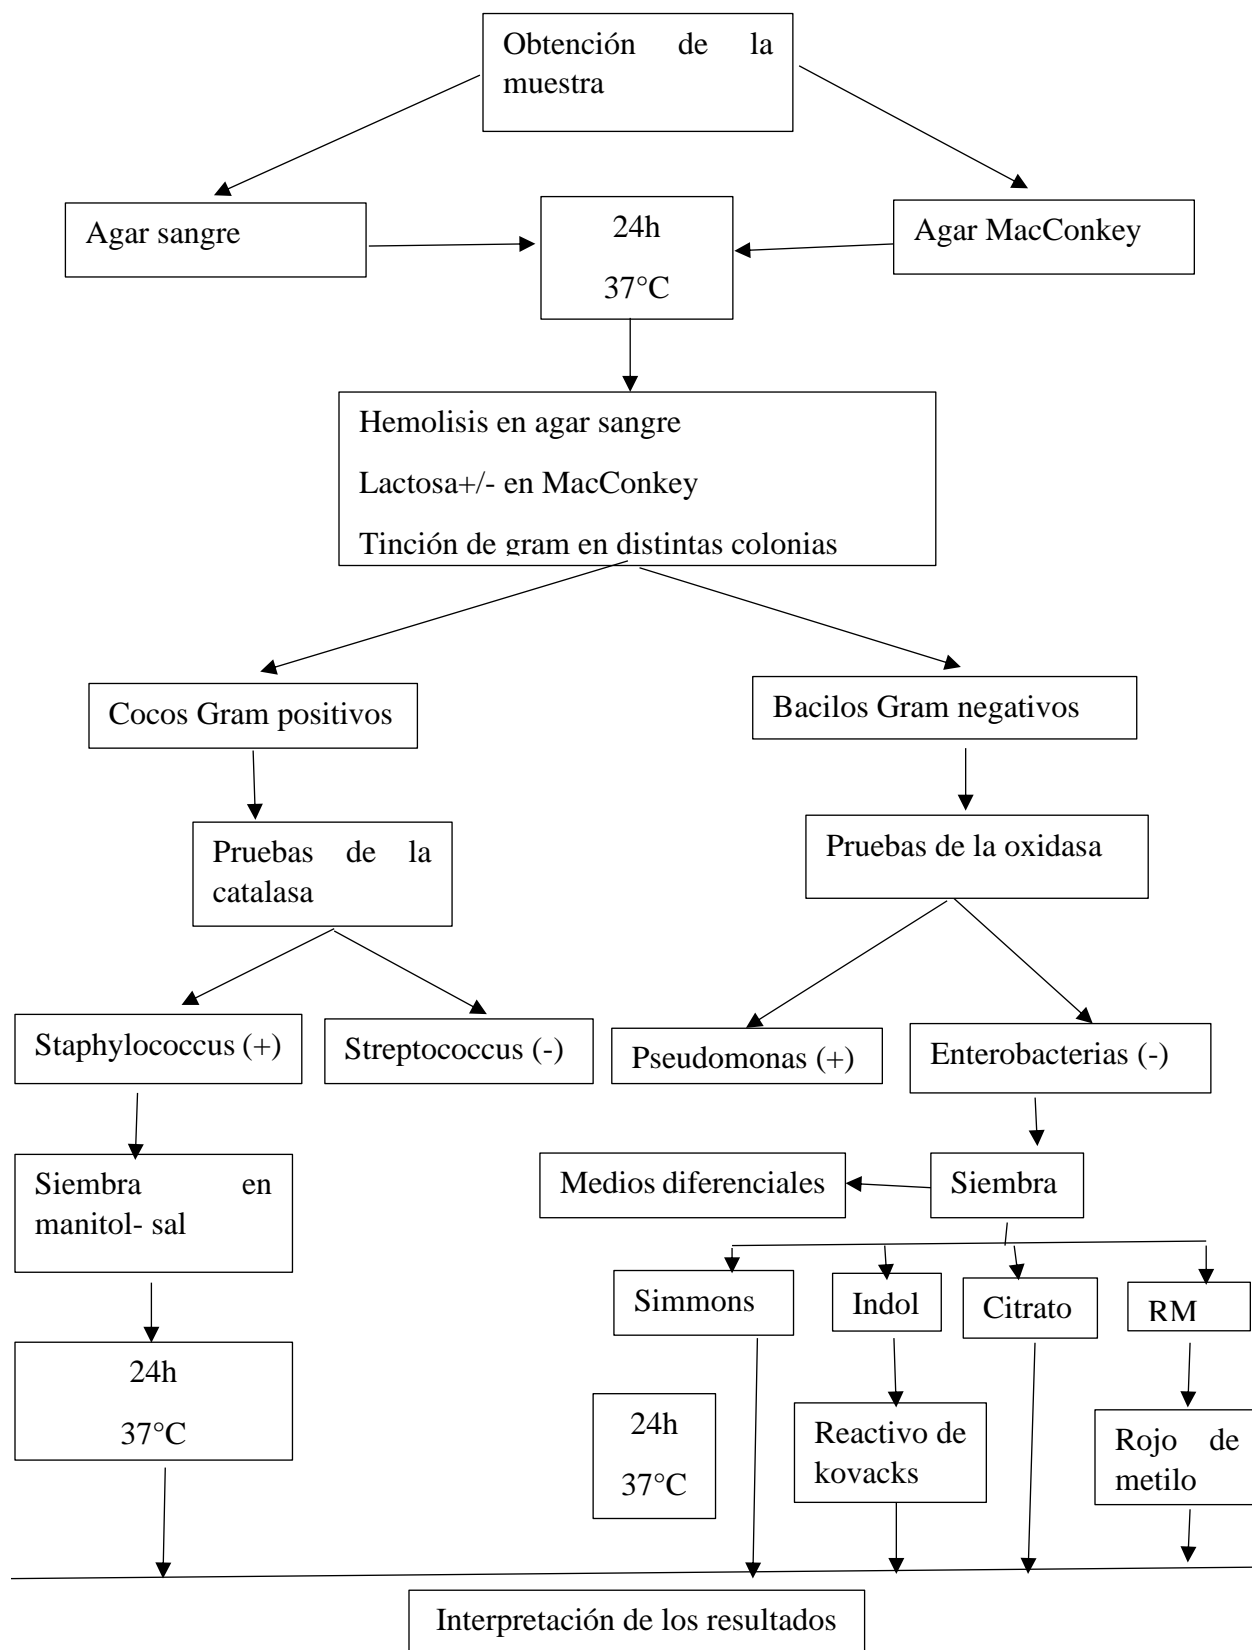 Obtención de la
muestra
Agar sangre
24h
37°C
Agar MacConkey
Hemolisis en agar sangre
Lactosa+/- en MacConkey
Tinción de gram en distintas colonias
Cocos Gram positivos
Bacilos Gram negativos
Pruebas de la
catalasa
Pruebas de la oxidasa
Staphylococcus (+)
Streptococcus (-)
Pseudomonas (+)
Enterobacterias (-)
Siembra en
manitol- sal
Medios diferenciales
Siembra
Simmons
Indol
Citrato
RM
24h
37°C
24h
37°C
Reactivo de
kovacks
Rojo de
metilo
Interpretación de los resultados